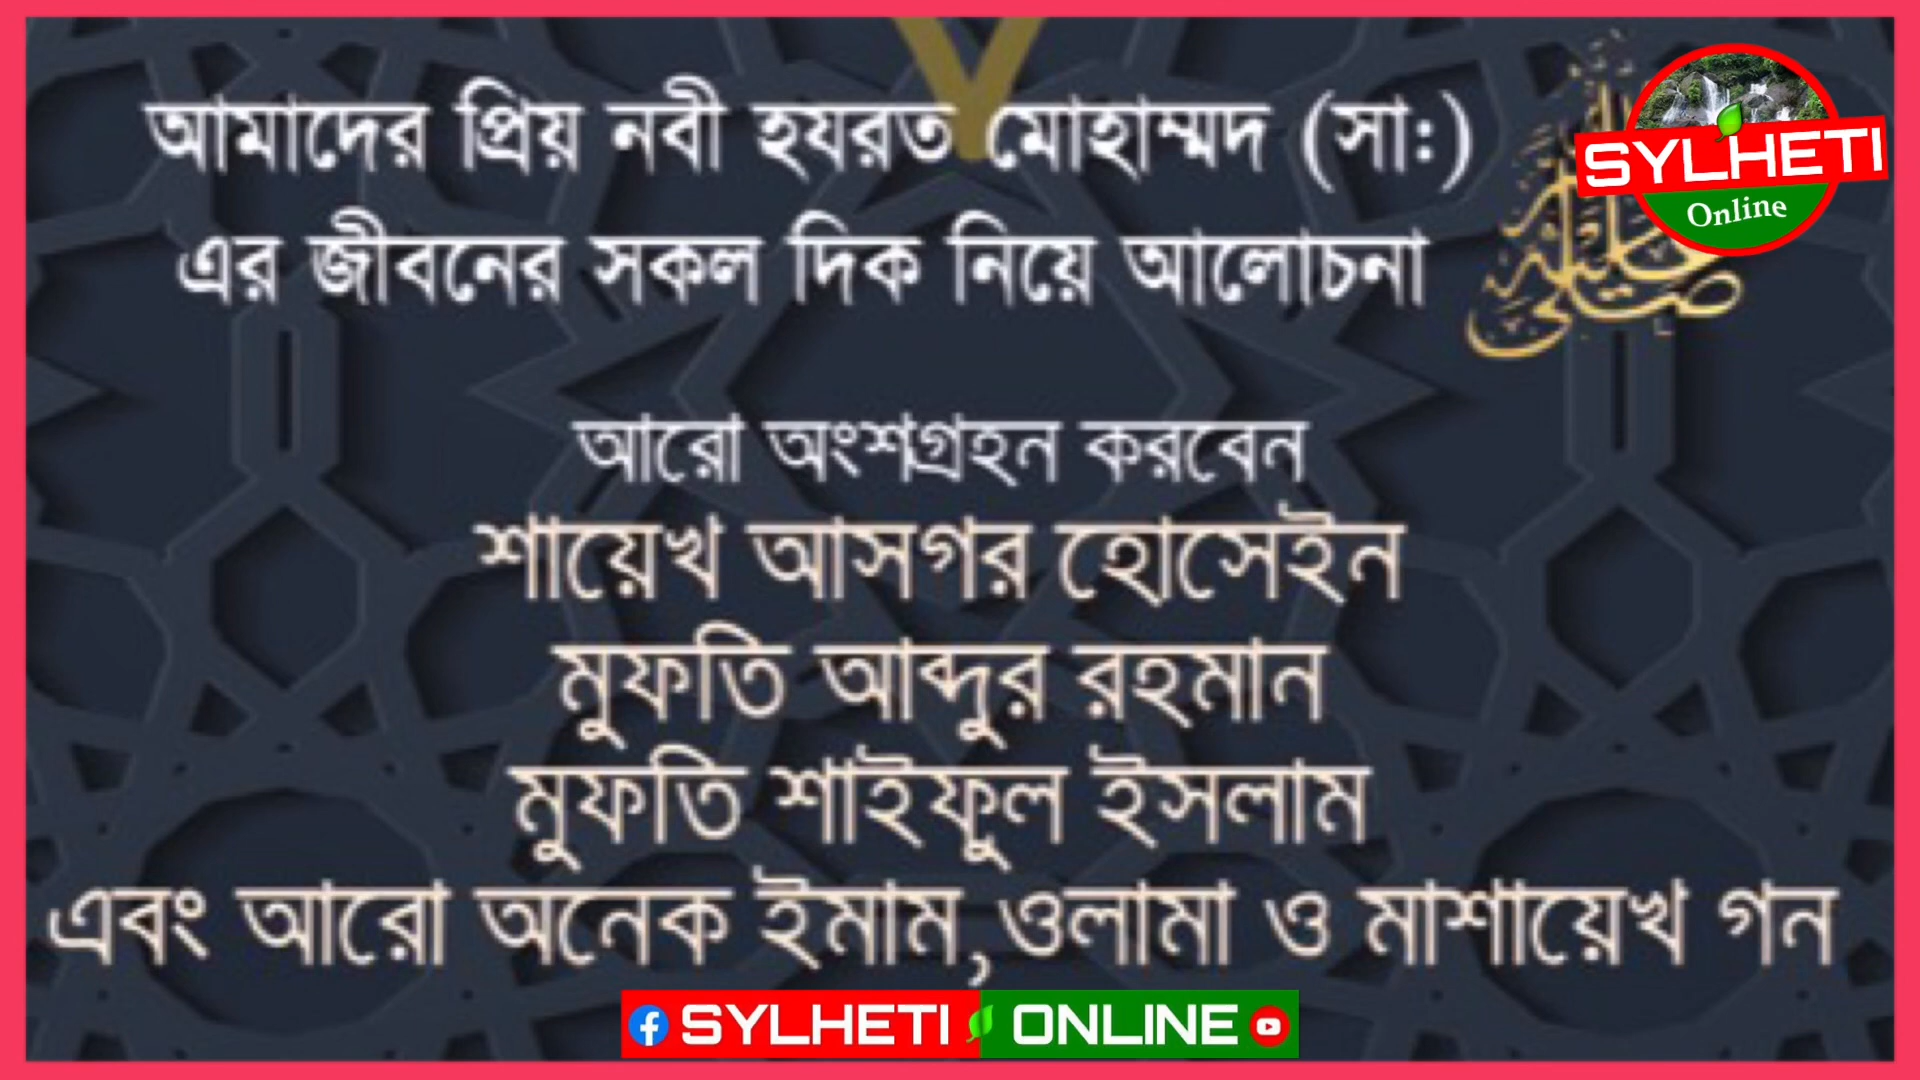 আমাদের প্রিয় নবী হযরত মোহাম্মদ (সাঃ)
এর জীবনের সকল দিক নিয়ে আলোচনা
SYLHETI
Online
আরো অংশগ্রহন করবেন
শায়েখ আসগর হোসেইন
মুফতি আব্দুর রহমান
মুফতি শাইফুল ইসলাম
এবং আরো অনেক ইমাম,ওলামা ও মাশায়েখ গন
SYLHETI ONLINE